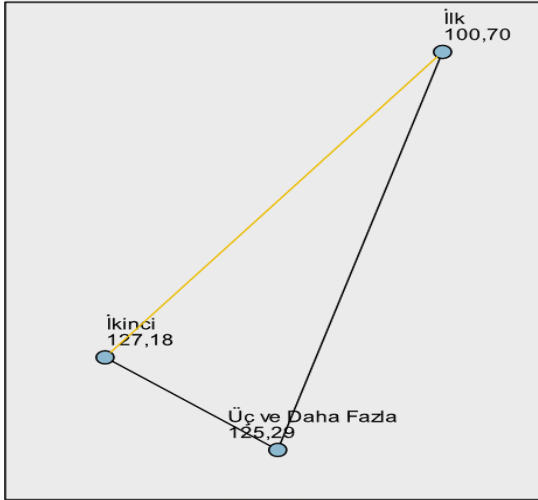 İlk
100,70
İkinci
127,18
Üç ve Daha Fazla
125,29